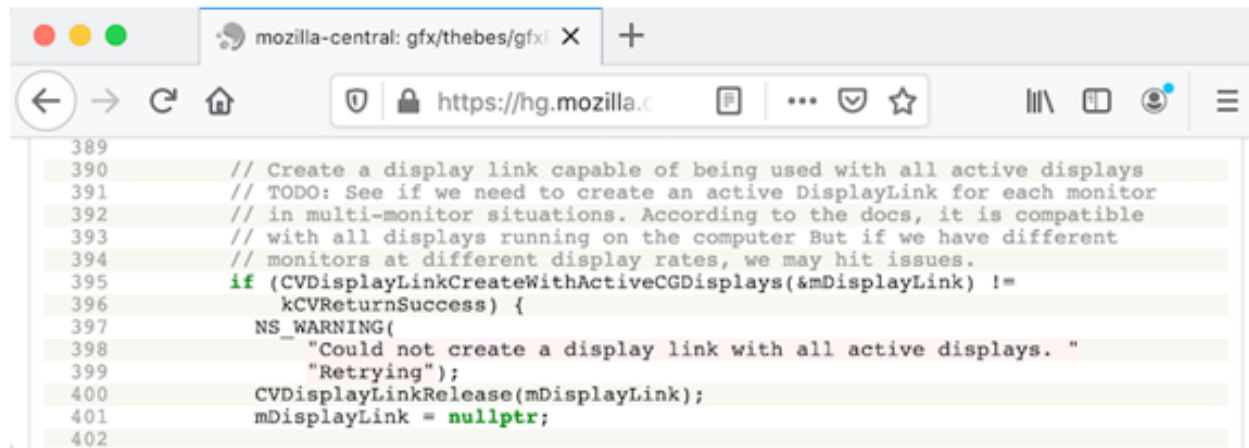 mozilla-central: gfx/thebes/gfxF
https://hg.mozilla.o
389
390 // Create a display link capable of being used with all active displays
391 // TODO: See if we need to create an active DisplayLink for each monitor
392 // in multi-monitor situations. According to the docs, it is compatible
393 // with all displays running on the computer But if we have different
394 // monitors at different display rates, we may hit issues.
395 if (CVDisplayLinkCreateWithActiveCGDisplays(&mDisplayLink) !=
396 kCVReturnSuccess) {
397 NS_WARNING(
398 "Could not create a display link with all active displays. "
399 "Retrying");
400 CVDisplayLinkRelease(mDisplayLink);
401 mDisplayLink = nullptr;
402